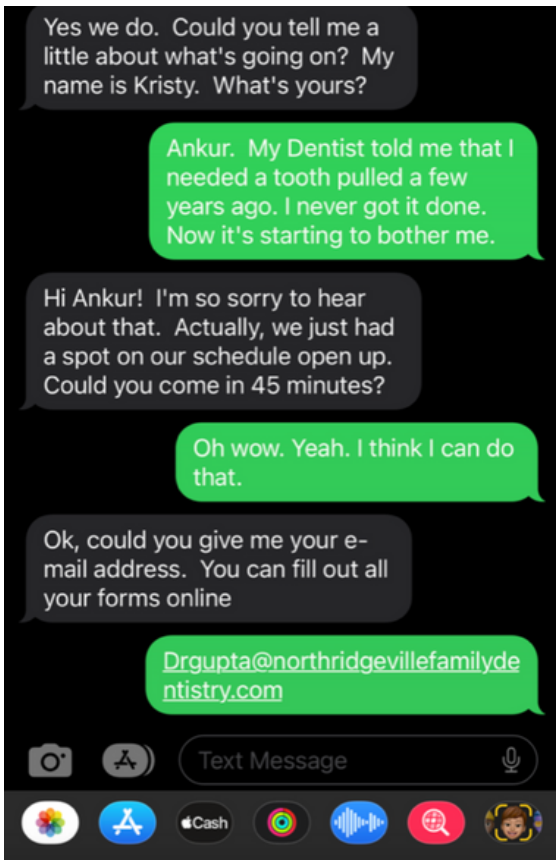 Yes we do.  Could you tell me a
little about what's going on?  My
name is Kristy.  What's yours?
Ankur.  My Dentist told me that I
needed a tooth pulled a few
years ago. I never got it done.
Now it's starting to bother me.
Hi Ankur!  I'm so sorry to hear
about that.  Actually, we just had
a spot on our schedule open up.
Could you come in 45 minutes?
Oh wow. Yeah. I think I can do
that.
Ok, could you give me your e-
mail address.  You can fill out all
your forms online
Drgupta@northridgevillefamilyde
ntistry.com
Text Message
Cash